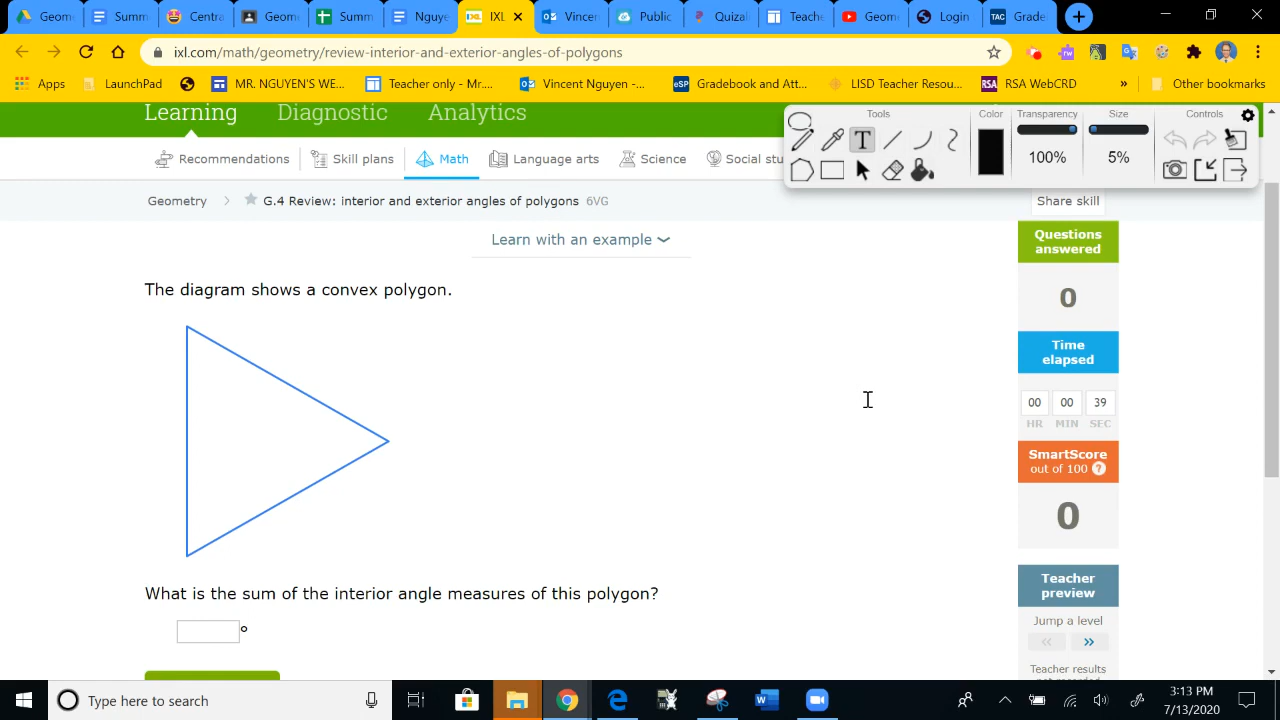 Geome
Summ
Centra
Geom
Summ
Nguye
IXL
Vincen
Public
Quizal
Teache
Geom
Login
TAC
Grade
ixl.com/math/geometry/review-interior-and-exterior-angles-of-polygons
Apps
LaunchPad
MR. NGUYEN'S WE...
Teacher only - Mr....
Vincent Nguyen -...
eSP
Gradebook and Att...
LISD Teacher Resou...
RSA
RSA WebCRD
»
Other bookmarks
Learning
Diagnostic
Analytics
Tools
Color
Transparency
Size
Controls
T
100%
5%
Recommendations
Skill plans
Math
Language arts
Science
Social stu
Geometry
G.4 Review: interior and exterior angles of polygons 6VG
Share skill
Learn with an example
Questions
answered
0
The diagram shows a convex polygon.
Time
elapsed
00
00
39
HR
MIN
SEC
SmartScore
out of 100 ?
0
What is the sum of the interior angle measures of this polygon?
°
Teacher
preview
Jump a level
«
»
Teacher results
Type here to search
3:13 PM
7/13/2020